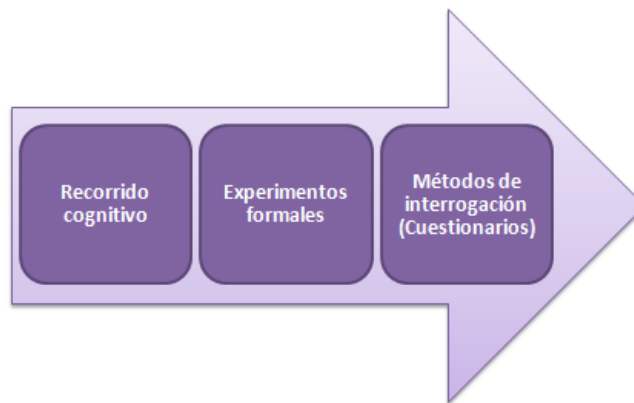 Recorrido
cognitivo
Experimentos
formales
Métodos de
interrogación
(Cuestionarios)